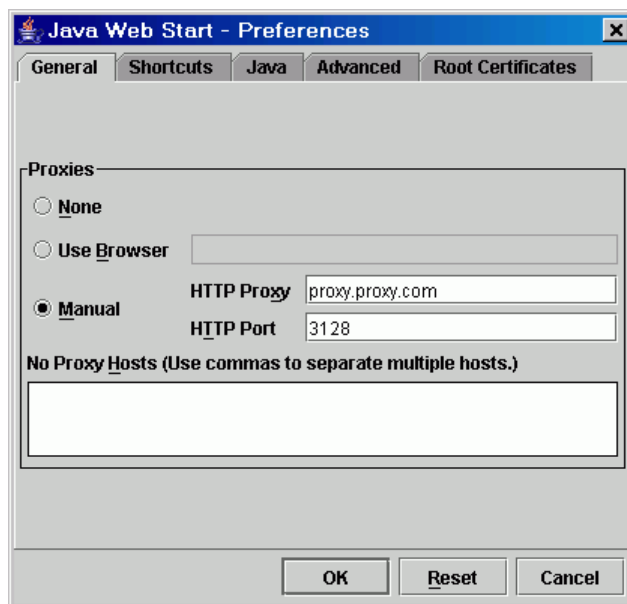 Java Web Start - Preferences
General Shortcuts Java Advanced Root Certificates
Proxies
None
Use Browser
Manual
HTTP Proxy proxy.proxy.com
HTTP Port 3128
No Proxy Hosts (Use commas to separate multiple hosts.)
OK Reset Cancel